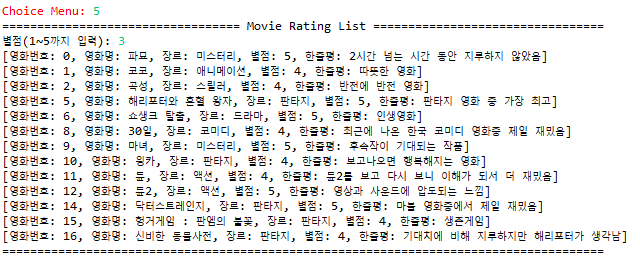 Choice Menu: 5
================================== Movie Rating List =================================
별점(1~5까지 입력): 3
[영화번호: 0, 영화명: 파묘, 장르: 미스터리, 별점: 5, 한줄평: 2시간 넘는 시간 동안 지루하지 않았음]
[영화번호: 1, 영화명: 코코, 장르: 애니메이션, 별점: 4, 한줄평: 따뜻한 영화]
[영화번호: 2, 영화명: 곡성, 장르: 스릴러, 별점: 4, 한줄평: 반전에 반전 영화]
[영화번호: 5, 영화명: 해리포터와 혼혈 왕자, 장르: 판타지, 별점: 5, 한줄평: 판타지 영화 중 가장 최고]
[영화번호: 6, 영화명: 쇼생크 탈출, 장르: 드라마, 별점: 5, 한줄평: 인생영화]
[영화번호: 8, 영화명: 30일, 장르: 코미디, 별점: 4, 한줄평: 최근에 나온 한국 코미디 영화중 제일 재밌음]
[영화번호: 9, 영화명: 마녀, 장르: 미스터리, 별점: 5, 한줄평: 후속작이 기대되는 작품]
[영화번호: 10, 영화명: 웡카, 장르: 판타지, 별점: 4, 한줄평: 보고나오면 행복해지는 영화]
[영화번호: 11, 영화명: 듄, 장르: 액션, 별점: 4, 한줄평: 듄2를 보고 다시 보니 이해가 되서 더 재밌음]
[영화번호: 12, 영화명: 듄2, 장르: 액션, 별점: 5, 한줄평: 영상과 사운드에 압도되는 느낌]
[영화번호: 14, 영화명: 닥터스트레인지, 장르: 판타지, 별점: 5, 한줄평: 마블 영화중에서 제일 재밌음]
[영화번호: 15, 영화명: 헝거게임 : 판엠의 불꽃, 장르: 판타지, 별점: 4, 한줄평: 생존게임]
[영화번호: 16, 영화명: 신비한 동물사전, 장르: 판타지, 별점: 4, 한줄평: 기대치에 비해 지루하지만 해리포터가 생각남]
======================================================================================